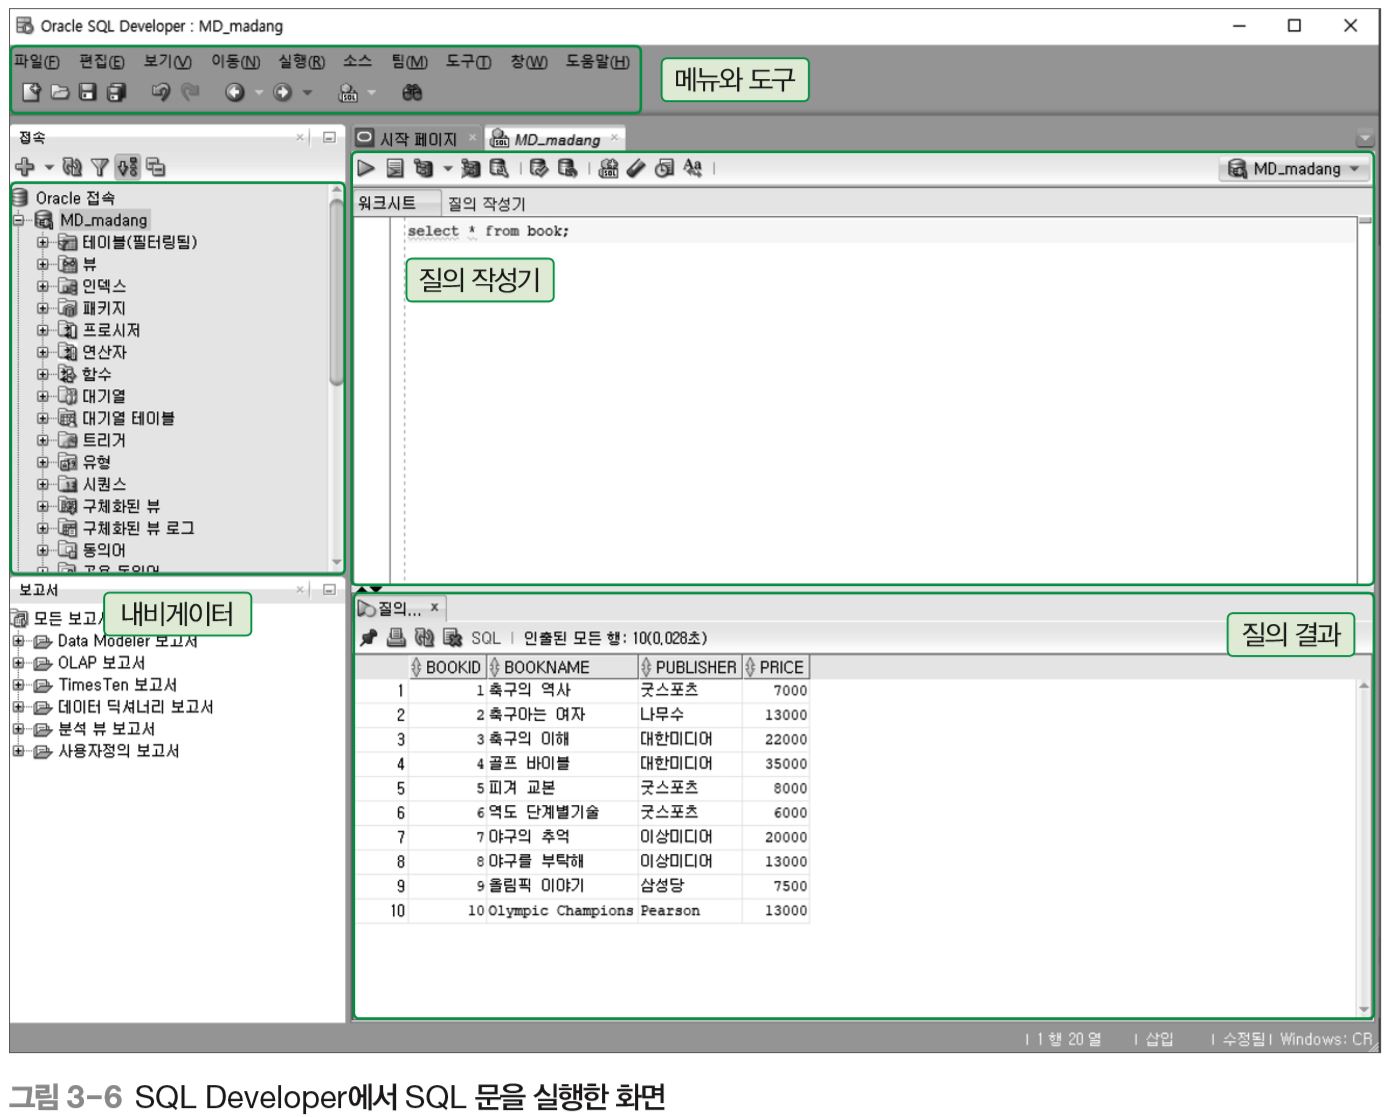 Oracle SQL Developer : MD_madang
파일(F) 편집(E) 보기(V) 이동(N) 실행(R) 소스 팀(M) 도구(T) 창(W) 도움말(H)
메뉴와 도구
접속
시작 페이지
MD_madang
MD_madang
Oracle 접속
MD_madang
테이블(필터링됨)
뷰
인덱스
패키지
프로시저
연산자
함수
대기열
대기열 테이블
트리거
유형
시퀀스
구체화된 뷰
구체화된 뷰 로그
동의어
공용 동의어
워크시트 질의 작성기
select * from book;
질의 작성기
보고서
내비게이터
모든 보고
Data Modeler 보고서
OLAP 보고서
TimesTen 보고서
데이터 딕셔너리 보고서
분석 뷰 보고서
사용자정의 보고서
질의...
SQL | 인출된 모든 행: 10(0,028초)
질의 결과
BOOKID BOOKNAME PUBLISHER PRICE
1 1 축구의 역사 굿스포츠 7000
2 2 축구아는 여자 나무수 13000
3 3 축구의 이해 대한미디어 22000
4 4 골프 바이블 대한미디어 35000
5 5 피겨 교본 굿스포츠 8000
6 6 역도 단계별기술 굿스포츠 6000
7 7 야구의 추억 이상미디어 20000
8 8 야구를 부탁해 이상미디어 13000
9 9 올림픽 이야기 삼성당 7500
10 10 Olympic Champions Pearson 13000
| 1 행 20 열 | 삽입 | 수정됨 | Windows: CR
그림 3-6 SQL Developer에서 SQL 문을 실행한 화면